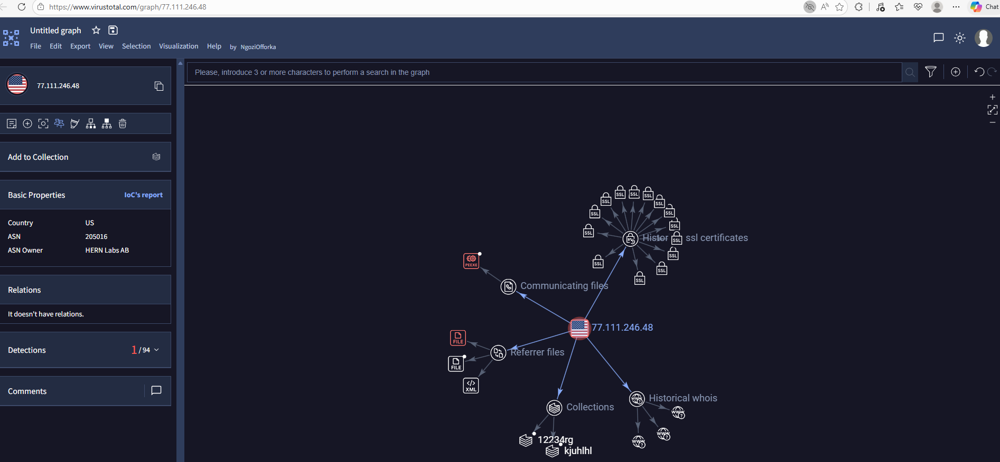 https://www.virustotal.com/graph/77.111.246.48
Chat
Untitled graph
File Edit Export View Selection Visualization Help by NgoziOfforka
77.111.246.48
Please, introduce 3 or more characters to perform a search in the graph
Add to Collection
Basic Properties IoC's report
Country US
ASN 205016
ASN Owner HERN Labs AB
Relations
It doesn't have relations.
Detections 1 / 94
Comments
SSL
SSL
SSL
SSL
SSL
SSL
SSL
SSL
SSL
SSL
Histor SSL ssl certificates
SSL
SSL
SSL
SSL
PEEXE
Communicating files
77.111.246.48
FILE
Referrer files
FILE
</>
XML
Historical whois
www ?
Collections
www ?
www ?
www ?
12234rg
kjuhlhl